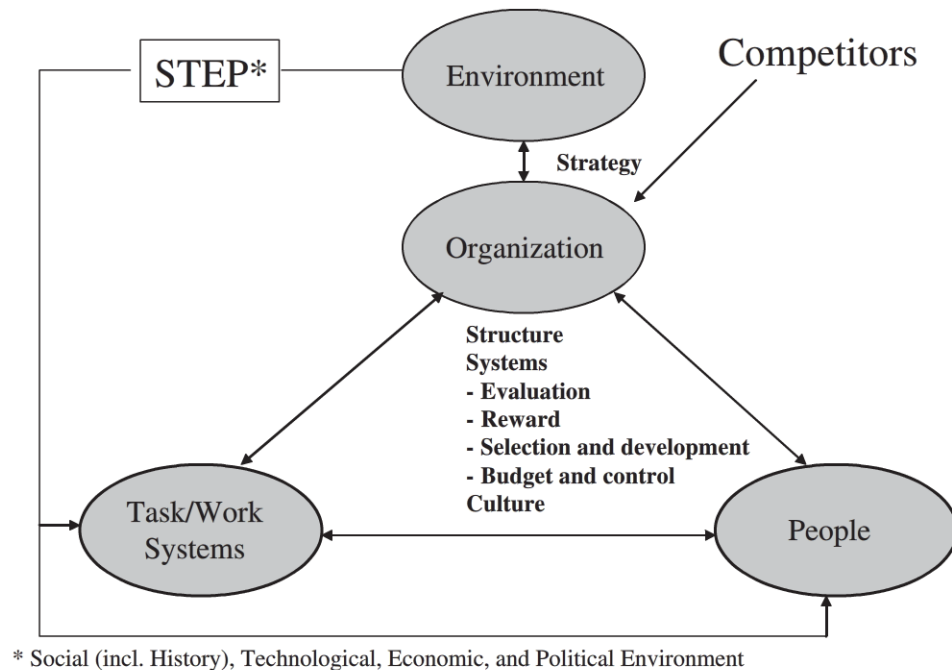 STEP*
Environment
Competitors
Strategy
Organization
Structure
Systems
- Evaluation
- Reward
- Selection and development
- Budget and control
Culture
Task/Work
Systems
People
* Social (incl. History), Technological, Economic, and Political Environment